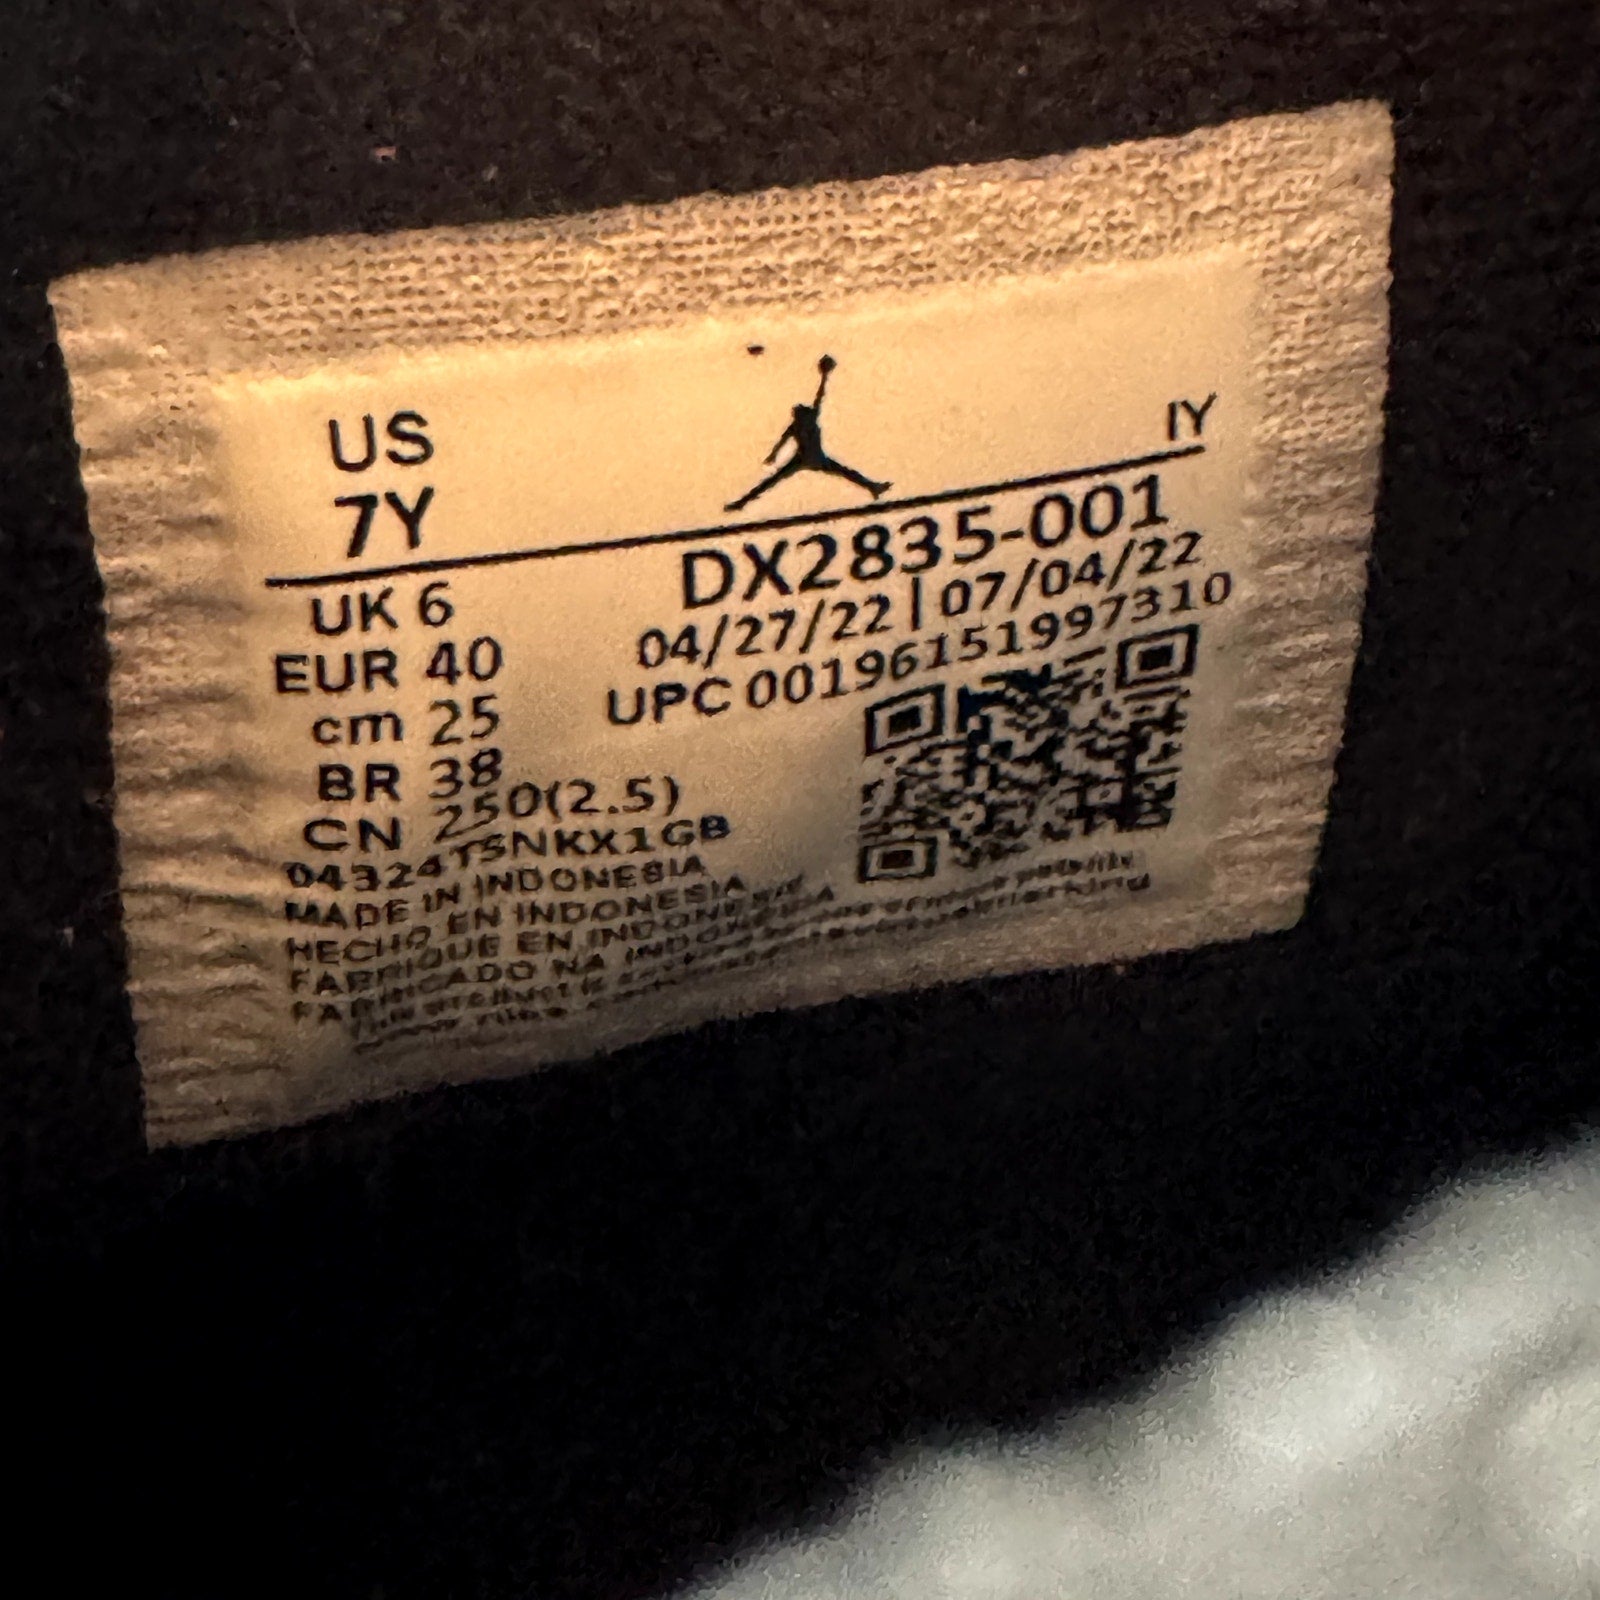 US
7Y
IY
UK 6
EUR 40
cm 25
BR 38
CN 250(2.5)
DX2835-001
04/27/22 | 07/04/22
UPC 00196151997310
04324TSNKX1GB
MADE IN INDONESIA
HECHO EN INDONESIA
FABRIQUE EN INDONESIE
FABRICADO NA INDONESIA